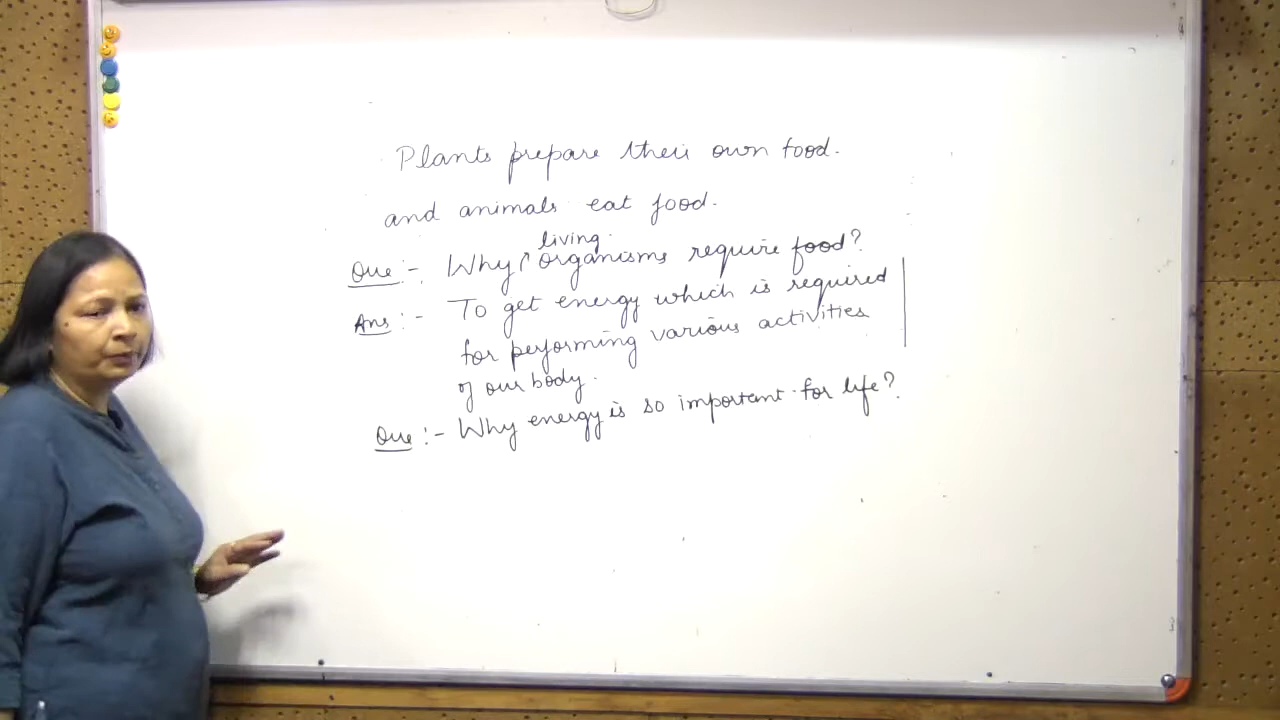 Plants prepare their own food.
and animals eat food.
living.
Que :- Why organisms require food?
Ans :- To get energy which is required
for performing various activities
of our body.
Que :- Why energy is so important for life?